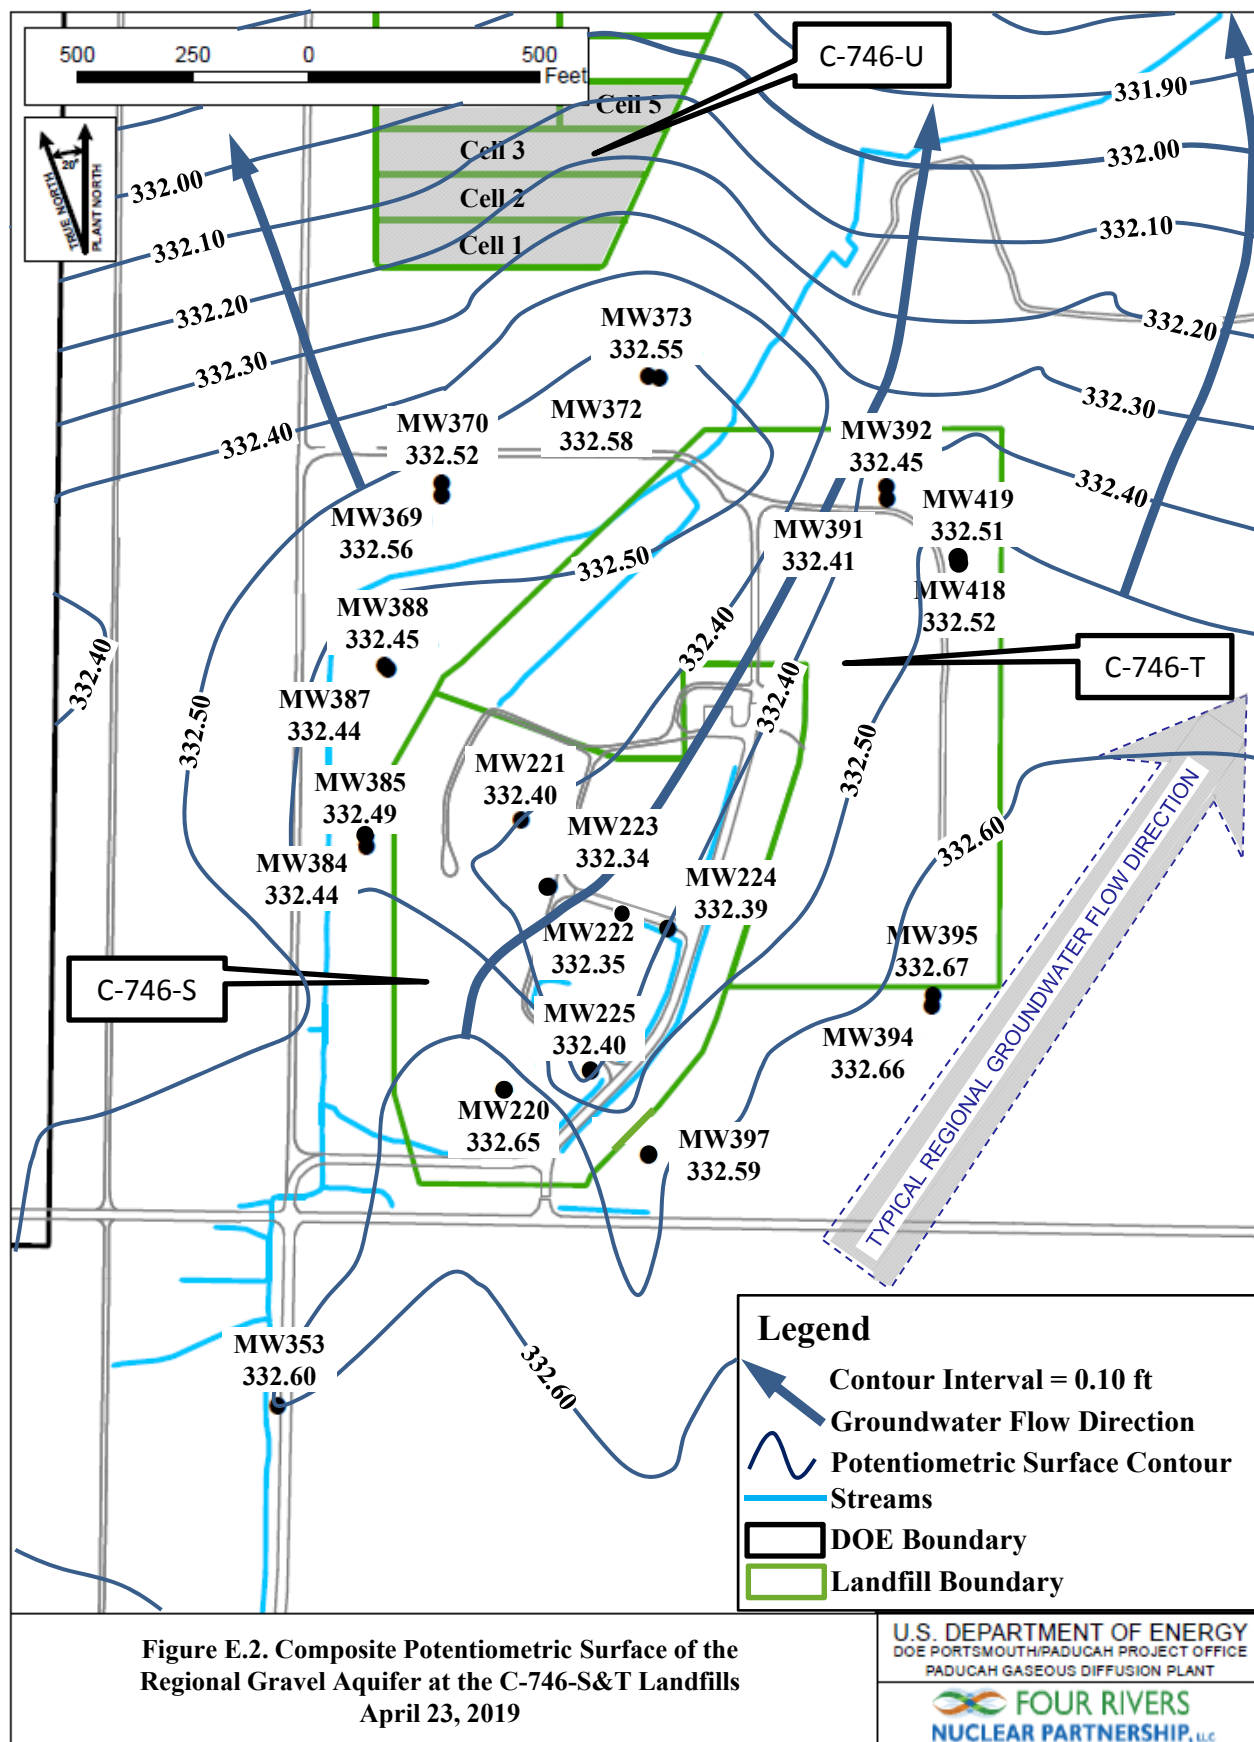 500 250 0 500
Feet
C-746-U
Cell 5
Cell 3
Cell 2
Cell 1
20°
TRUE NORTH
PLANT NORTH
331.90
332.00
332.10
332.20
332.30
332.40
332.00
332.10
332.20
332.30
332.40
MW373
332.55
MW372
332.58
MW370
332.52
MW369
332.56
MW392
332.45
MW391
332.41
MW419
332.51
MW418
332.52
332.50
MW388
332.45
MW387
332.44
332.40
332.40
332.40
332.50
332.50
C-746-T
MW385
332.49
MW384
332.44
MW221
332.40
MW223
332.34
MW224
332.39
MW222
332.35
332.60
MW395
332.67
MW394
332.66
C-746-S
MW225
332.40
MW220
332.65
MW397
332.59
TYPICAL REGIONAL GROUNDWATER FLOW DIRECTION
MW353
332.60
332.60
Legend
Contour Interval = 0.10 ft
Groundwater Flow Direction
Potentiometric Surface Contour
Streams
DOE Boundary
Landfill Boundary
Figure E.2. Composite Potentiometric Surface of the
Regional Gravel Aquifer at the C-746-S&T Landfills
April 23, 2019
U.S. DEPARTMENT OF ENERGY
DOE PORTSMOUTH/PADUCAH PROJECT OFFICE
PADUCAH GASEOUS DIFFUSION PLANT
FOUR RIVERS
NUCLEAR PARTNERSHIP, LLC